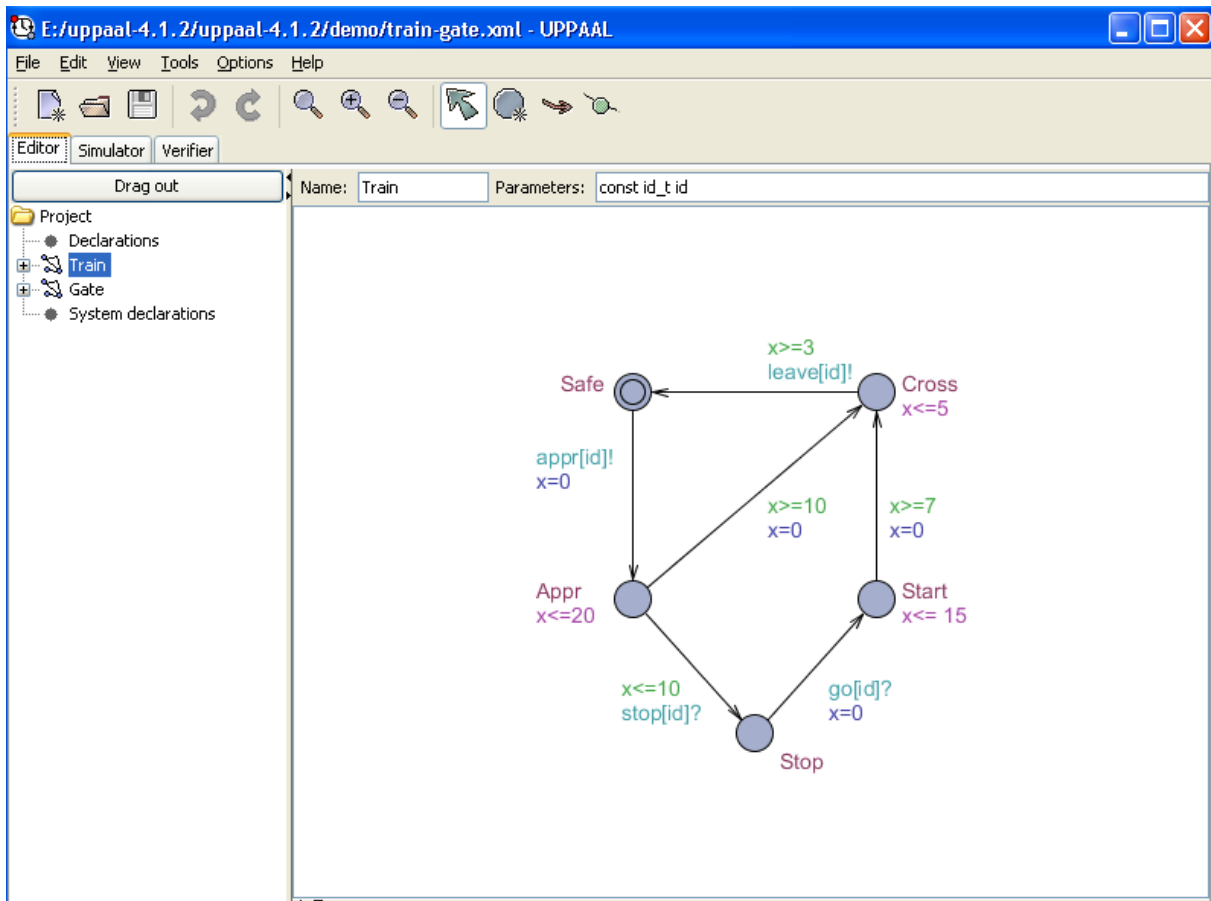 E:/uppaal-4.1.2/uppaal-4.1.2/demo/train-gate.xml - UPPAAL
File Edit View Tools Options Help
Editor Simulator Verifier
Drag out
Name: Train Parameters: const id_t id
Project
Declarations
Train
Gate
System declarations
x>=3
leave[id]!
Safe
Cross
x<=5
appr[id]!
x=0
x>=10
x=0
x>=7
x=0
Appr
x<=20
Start
x<= 15
x<=10
stop[id]?
go[id]?
x=0
Stop